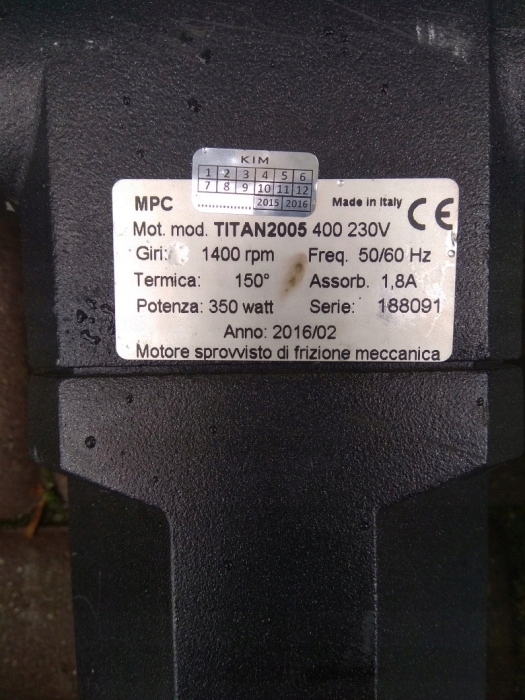 KIM
1 2 3 4 5 6
7 8 9 10 11 12
.............. 2015 2016
MPC Made in Italy CE
Mot. mod. TITAN2005 400 230V
Giri: 1400 rpm Freq. 50/60 Hz
Termica: 150° Assorb. 1,8A
Potenza: 350 watt Serie: 188091
Anno: 2016/02
Motore sprovvisto di frizione meccanica